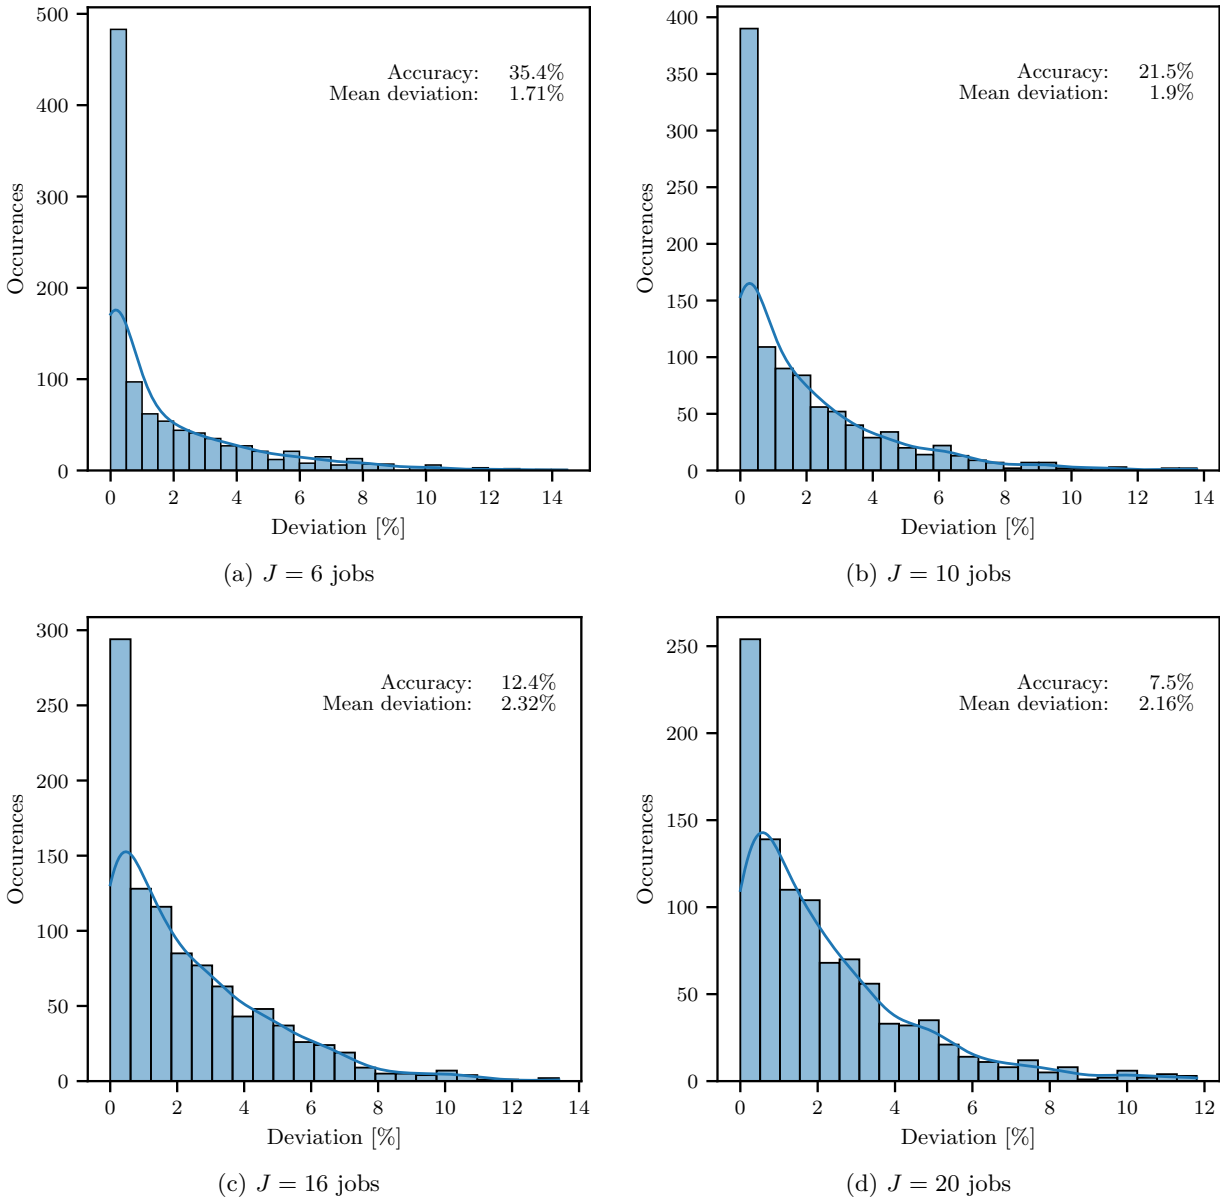 Accuracy: 35.4%
Mean deviation: 1.71%
Occurences
500
400
300
200
100
0
0 2 4 6 8 10 12 14
Deviation [%]
(a) J = 6 jobs
Accuracy: 21.5%
Mean deviation: 1.9%
Occurences
400
350
300
250
200
150
100
50
0
0 2 4 6 8 10 12 14
Deviation [%]
(b) J = 10 jobs
Accuracy: 12.4%
Mean deviation: 2.32%
Occurences
300
250
200
150
100
50
0
0 2 4 6 8 10 12 14
Deviation [%]
(c) J = 16 jobs
Accuracy: 7.5%
Mean deviation: 2.16%
Occurences
250
200
150
100
50
0
0 2 4 6 8 10 12
Deviation [%]
(d) J = 20 jobs